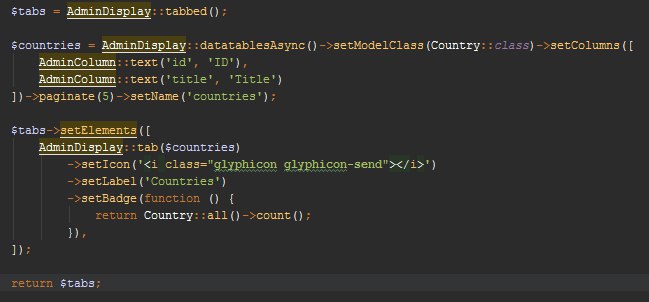 $tabs = AdminDisplay::tabbed();
$countries = AdminDisplay::datatablesAsync()->setModelClass(Country::class)->setColumns([
AdminColumn::text('id', 'ID'),
AdminColumn::text('title', 'Title')
])->paginate(5)->setName('countries');
$tabs->setElements([
AdminDisplay::tab($countries)
->setIcon('<i class="glyphicon glyphicon-send"></i>')
->setLabel('Countries')
->setBadge(function () {
return Country::all()->count();
}),
]);
return $tabs;